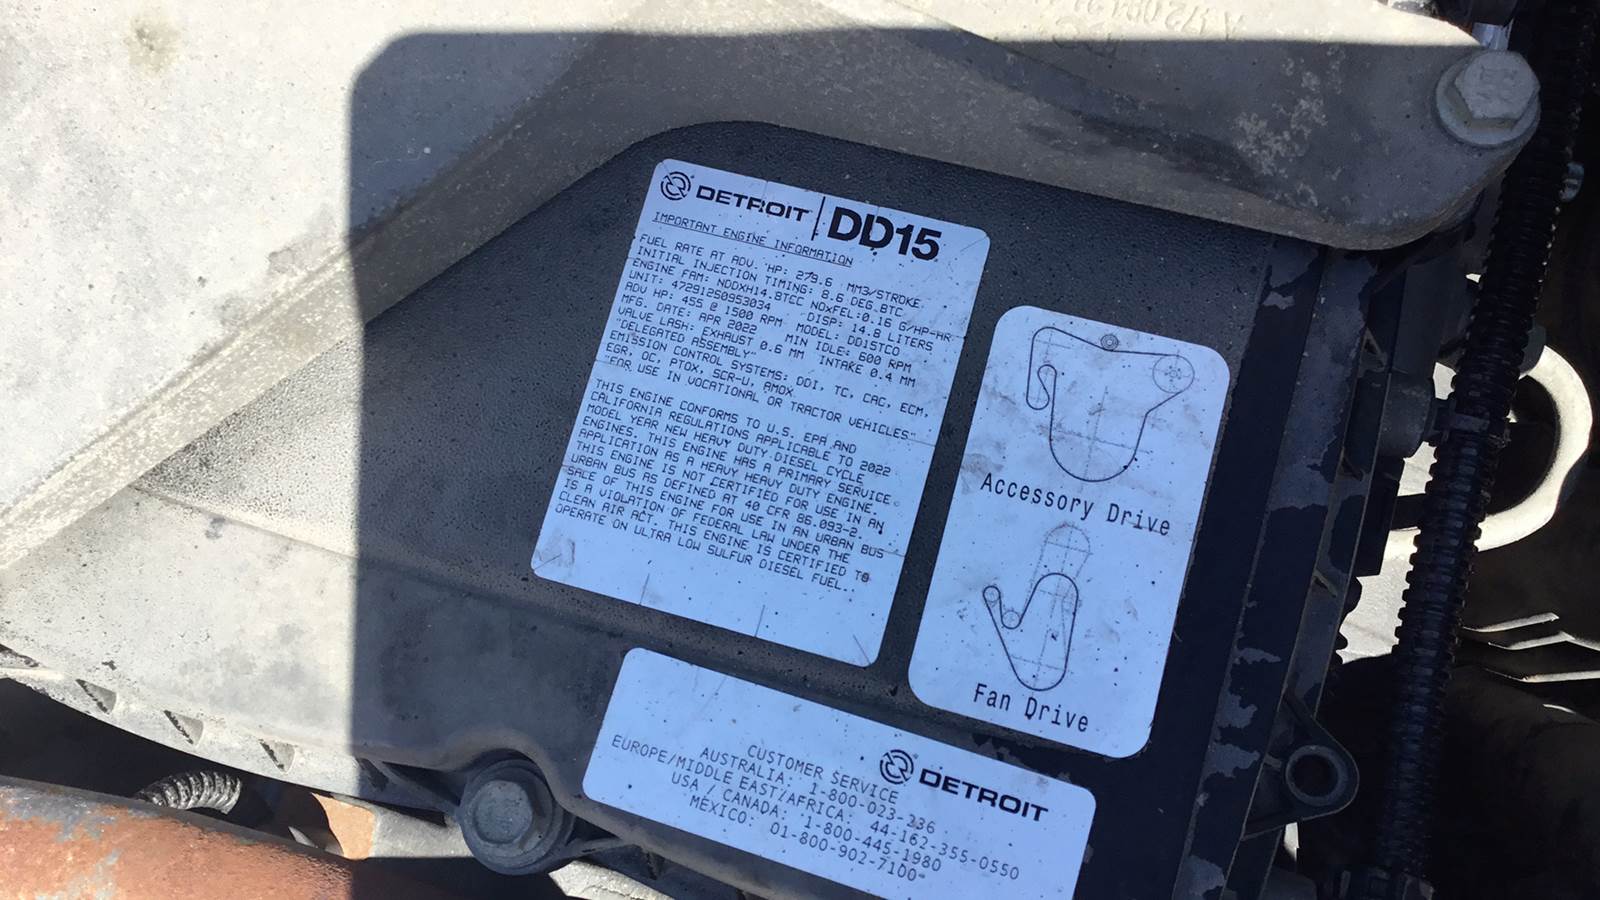 DETROIT | DD15
IMPORTANT ENGINE INFORMATION
FUEL RATE AT ADV. HP: 279.6 MM3/STROKE
INITIAL INJECTION TIMING: 8.6 DEG.BTC
ENGINE FAM: NDDXH14.8TCC NOxFEL:0.16 G/HP-HR
UNIT: 472912S0953034 DISP: 14.8 LITERS
ADV HP: 455 @ 1500 RPM MODEL: DD15TCO
MFG. DATE: APR 2022 MIN IDLE: 600 RPM
VALVE LASH: EXHAUST 0.6 MM INTAKE 0.4 MM
"DELEGATED ASSEMBLY"
EMISSION CONTROL SYSTEMS: DDI, TC, CAC, ECM,
EGR, OC, PTOX, SCR-U, AMOX
"FOR USE IN VOCATIONAL OR TRACTOR VEHICLES"
THIS ENGINE CONFORMS TO U.S. EPA AND
CALIFORNIA REGULATIONS APPLICABLE TO 2022
MODEL YEAR NEW HEAVY DUTY DIESEL CYCLE
ENGINES. THIS ENGINE HAS A PRIMARY SERVICE
APPLICATION AS A HEAVY DUTY ENGINE.
THIS ENGINE IS NOT CERTIFIED FOR USE IN AN
URBAN BUS AS DEFINED AT 40 CFR 86.093-2.
SALE OF THIS ENGINE FOR USE IN AN URBAN BUS
IS A VIOLATION OF FEDERAL LAW UNDER THE
CLEAN AIR ACT. THIS ENGINE IS CERTIFIED TO
OPERATE ON ULTRA LOW SULFUR DIESEL FUEL.
Accessory Drive
Fan Drive
DETROIT
CUSTOMER SERVICE
AUSTRALIA: 1-800-023-336
EUROPE/MIDDLE EAST/AFRICA: 44-162-355-0550
USA / CANADA: 1-800-445-1980
MEXICO: 01-800-902-7100